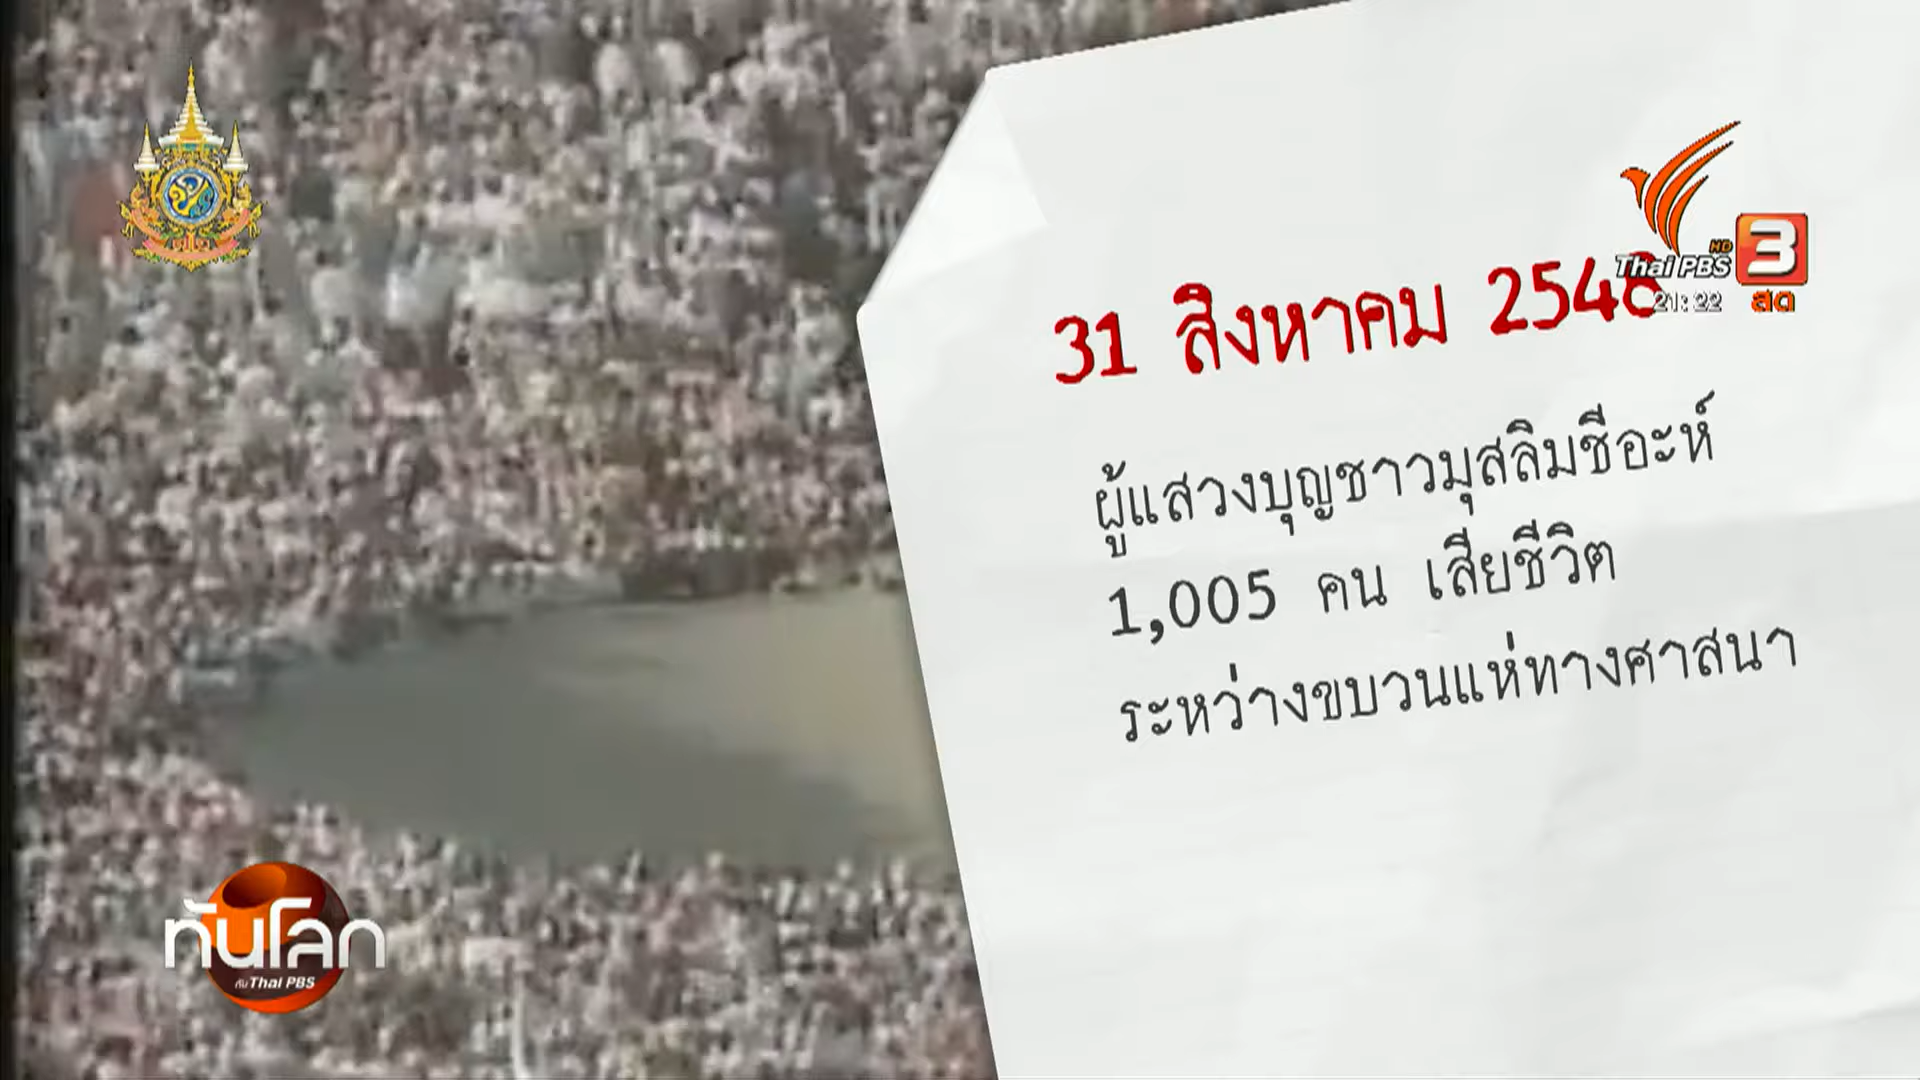 31 สิงหาคม 2548
ผู้แสวงบุญชาวมุสลิมชีอะห์
1,005 คน เสียชีวิต
ระหว่างขบวนแห่ทางศาสนา
HD
Thai PBS 3
21:22 สด
ทันโลก
กับ Thai PBS